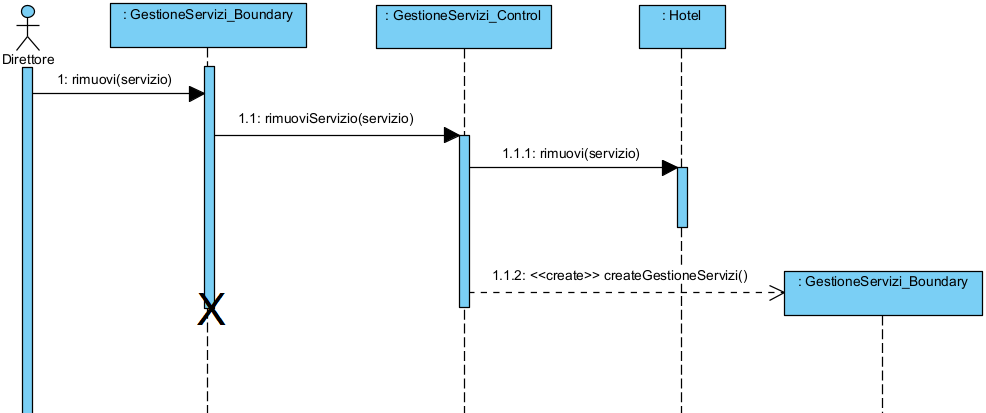 : GestioneServizi_Boundary
: GestioneServizi_Control
: Hotel
Direttore
1: rimuovi(servizio)
1.1: rimuoviServizio(servizio)
1.1.1: rimuovi(servizio)
1.1.2: <<create>> createGestioneServizi()
: GestioneServizi_Boundary